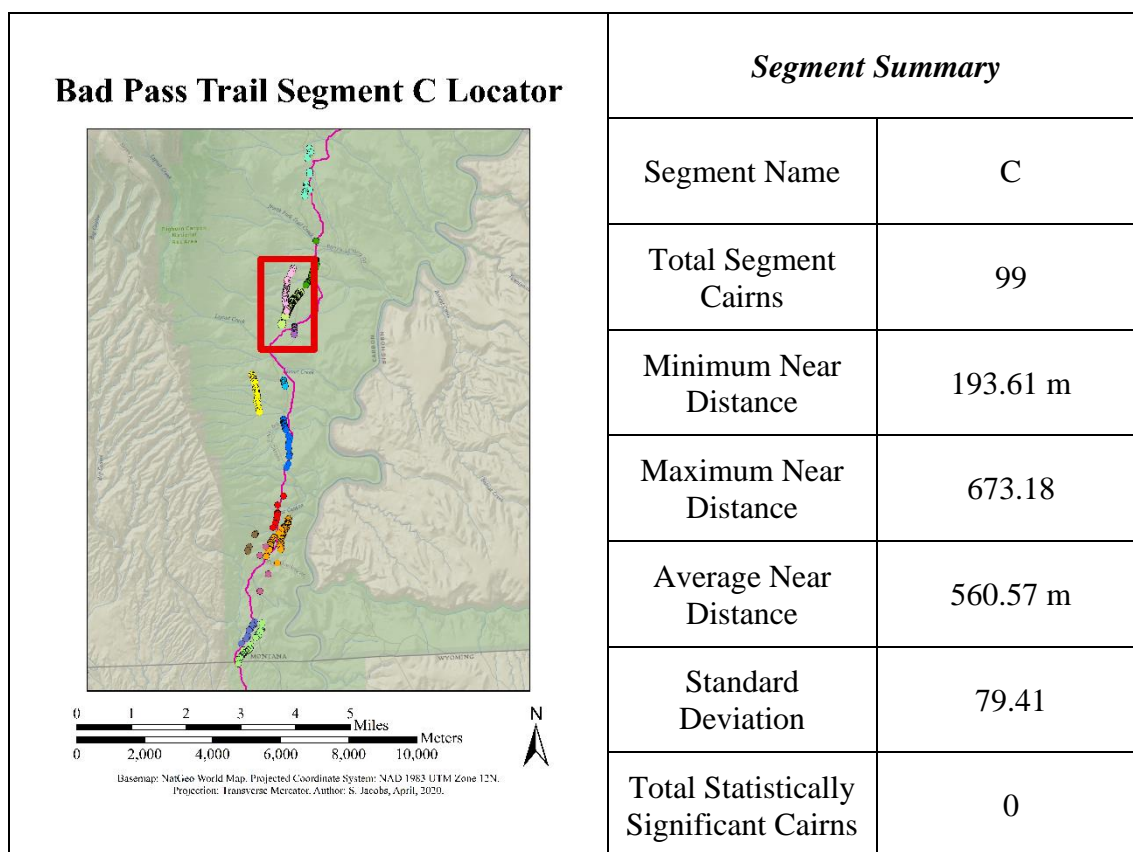 Bad Pass Trail Segment C Locator
MONTANA
WYOMING
CARBON
BIGHORN
0 1 2 3 4 5
Miles
Meters
0 2,000 4,000 6,000 8,000 10,000
N
Basemap: NatGeo World Map. Projected Coordinate System: NAD 1983 UTM Zone 12N.
Projection: Transverse Mercator. Author: S. Jacobs, April, 2020.
Segment Summary
Segment Name
C
Total Segment
Cairns
99
Minimum Near
Distance
193.61 m
Maximum Near
Distance
673.18
Average Near
Distance
560.57 m
Standard
Deviation
79.41
Total Statistically
Significant Cairns
0